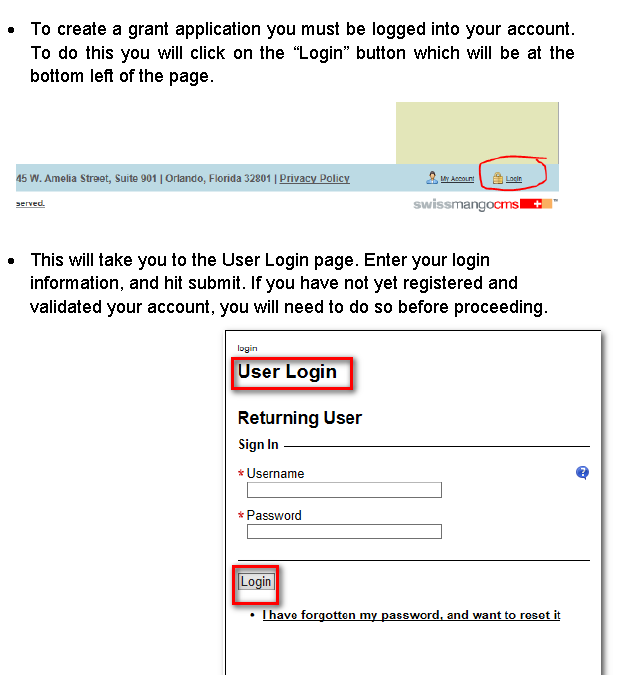 • To create a grant application you must be logged into your account.
To do this you will click on the “Login” button which will be at the
bottom left of the page.
45 W. Amelia Street, Suite 901 | Orlando, Florida 32801 | Privacy Policy
My Account
Login
served.
swissmangocms
™
• This will take you to the User Login page. Enter your login
information, and hit submit. If you have not yet registered and
validated your account, you will need to do so before proceeding.
login
User Login
Returning User
Sign In
* Username
?
* Password
Login
• I have forgotten my password, and want to reset it